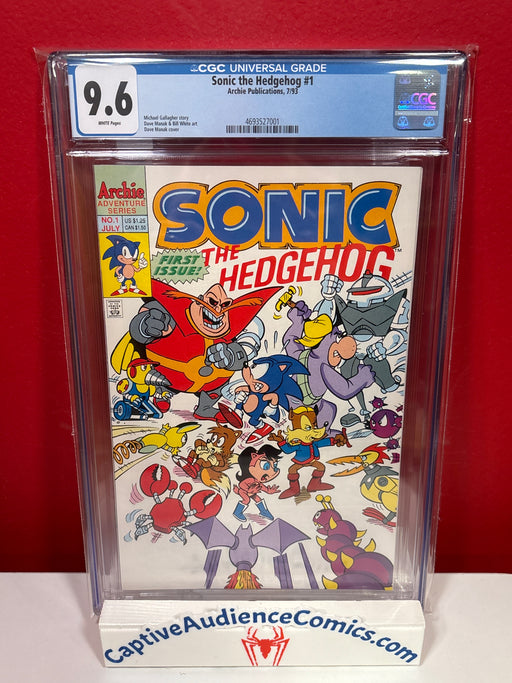 CGC UNIVERSAL GRADE
9.6
WHITE Pages
Sonic the Hedgehog #1
Archie Publications, 7/93
Michael Gallagher story
Dave Manak & Bill White art
Dave Manak cover
4693527001
CGC
Archie
ADVENTURE
SERIES
NO.1
JULY
US $1.25
CAN $1.50
SONIC
TM
THE
HEDGEHOG
FIRST
ISSUE!
CaptiveAudienceComics.com